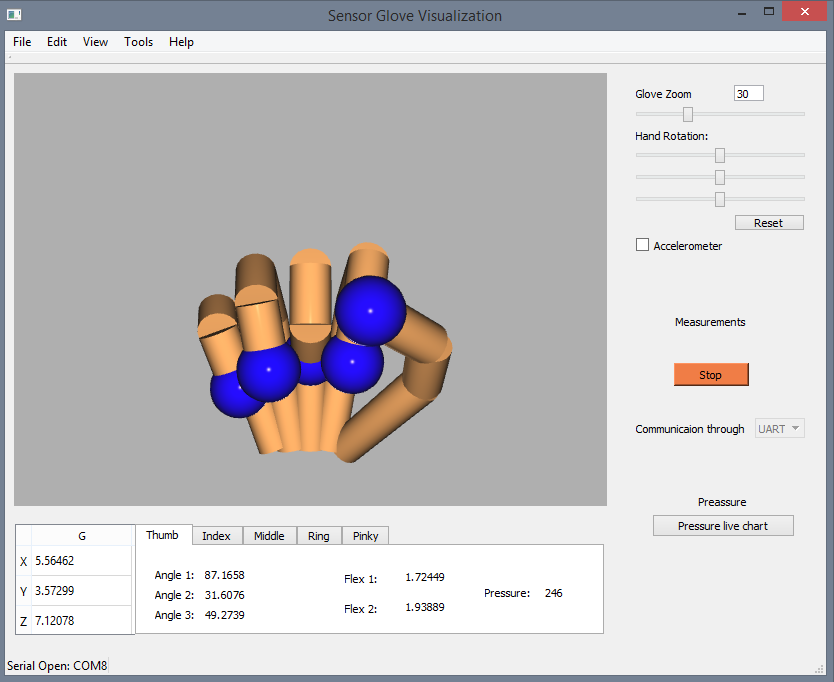 Sensor Glove Visualization
File Edit View Tools Help
Glove Zoom 30
Hand Rotation:
Reset
Accelerometer
Measurements
Stop
Communicaion through UART
Preassure
Pressure live chart
G
X 5.56462
Y 3.57299
Z 7.12078
Thumb Index Middle Ring Pinky
Angle 1: 87.1658
Angle 2: 31.6076
Angle 3: 49.2739
Flex 1: 1.72449
Flex 2: 1.93889
Pressure: 246
Serial Open: COM8